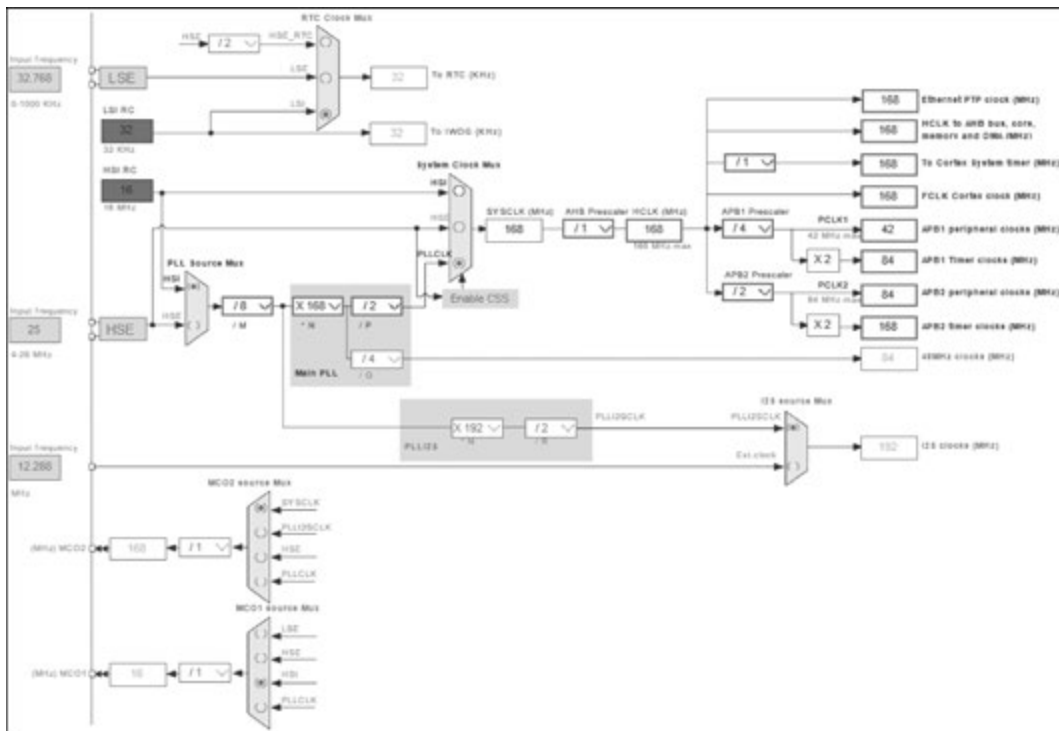 RTC Clock Mux
HSE
/ 2
HSE_RTC
Input frequency
32.768
0-1000 KHz
LSE
LSE
32
To RTC (KHz)
LSI RC
32
32 KHz
LSI
32
To IWDG (KHz)
HSI RC
16
16 MHz
System Clock Mux
HSI
HSE
PLLCLK
SYSCLK (MHz)
168
AHB Prescaler
/ 1
HCLK (MHz)
168
168 MHz max
168
Ethernet PTP clock (MHz)
168
HCLK to AHB bus, core,
memory and DMA (MHz)
/ 1
168
To Cortex System timer (MHz)
168
FCLK Cortex clock (MHz)
APB1 Prescaler
/ 4
PCLK1
42 MHz max
42
APB1 peripheral clocks (MHz)
X 2
84
APB1 Timer clocks (MHz)
APB2 Prescaler
/ 2
PCLK2
84 MHz max
84
APB2 peripheral clocks (MHz)
X 2
168
APB2 timer clocks (MHz)
84
48MHz clocks (MHz)
PLL Source Mux
HSI
HSE
Input frequency
25
4-26 MHz
HSE
/ 8
/ M
X 168
* N
/ 2
/ P
/ 4
/ Q
Main PLL
Enable CSS
X 192
* N
/ 2
/ R
PLLI2S
PLLI2SCLK
I2S source Mux
PLLI2SCLK
Ext.clock
192
I2S clocks (MHz)
Input frequency
12.288
MHz
MCO2 source Mux
SYSCLK
PLLI2SCLK
HSE
PLLCLK
(MHz) MCO2
168
/ 1
MCO1 source Mux
LSE
HSE
HSI
PLLCLK
(MHz) MCO1
16
/ 1